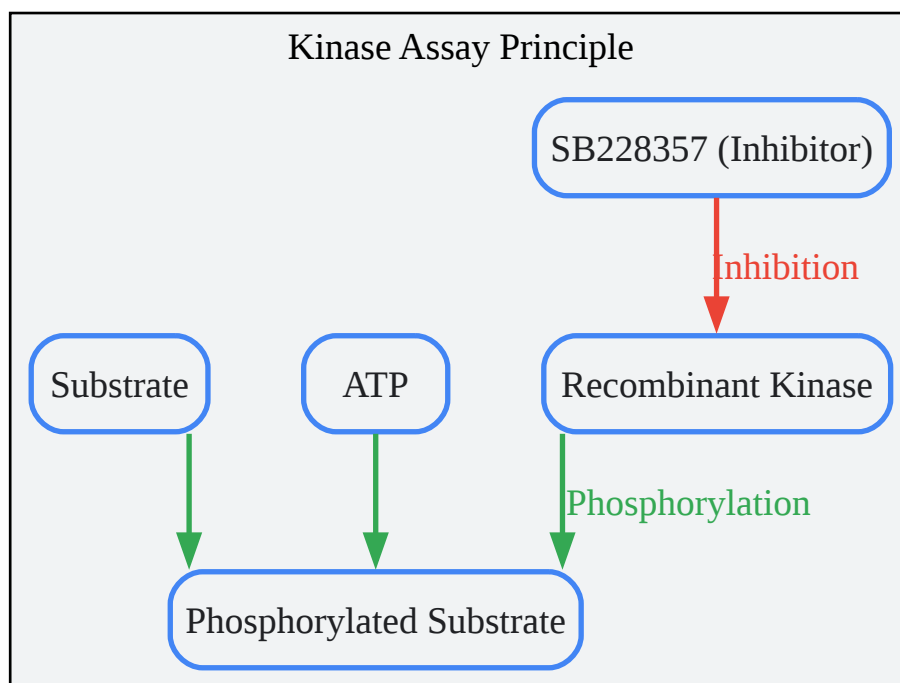 Kinase Assay Principle
SB228357 (Inhibitor)
Inhibition
Substrate
ATP
Recombinant Kinase
Phosphorylation
Phosphorylated Substrate